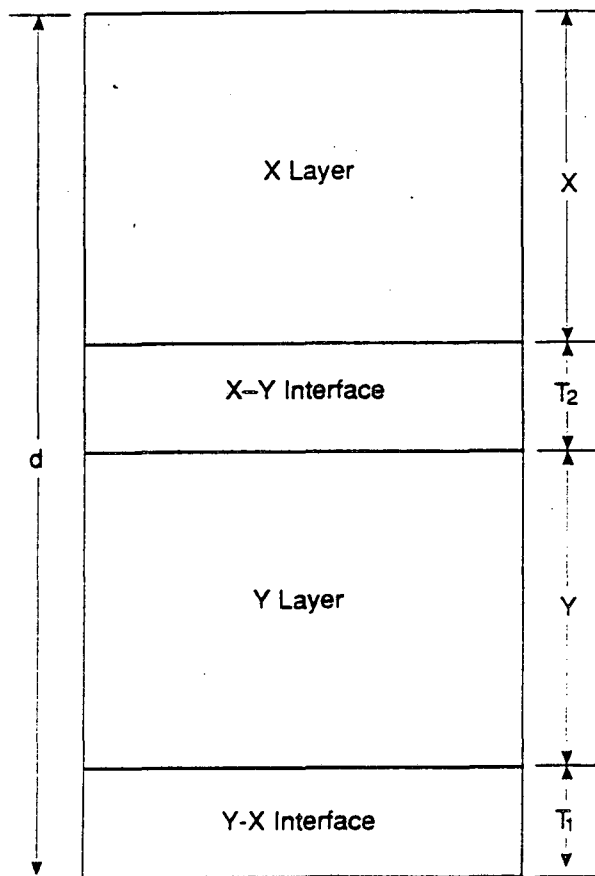 X Layer
X
X–Y Interface
T2
d
Y Layer
Y
Y-X Interface
T1